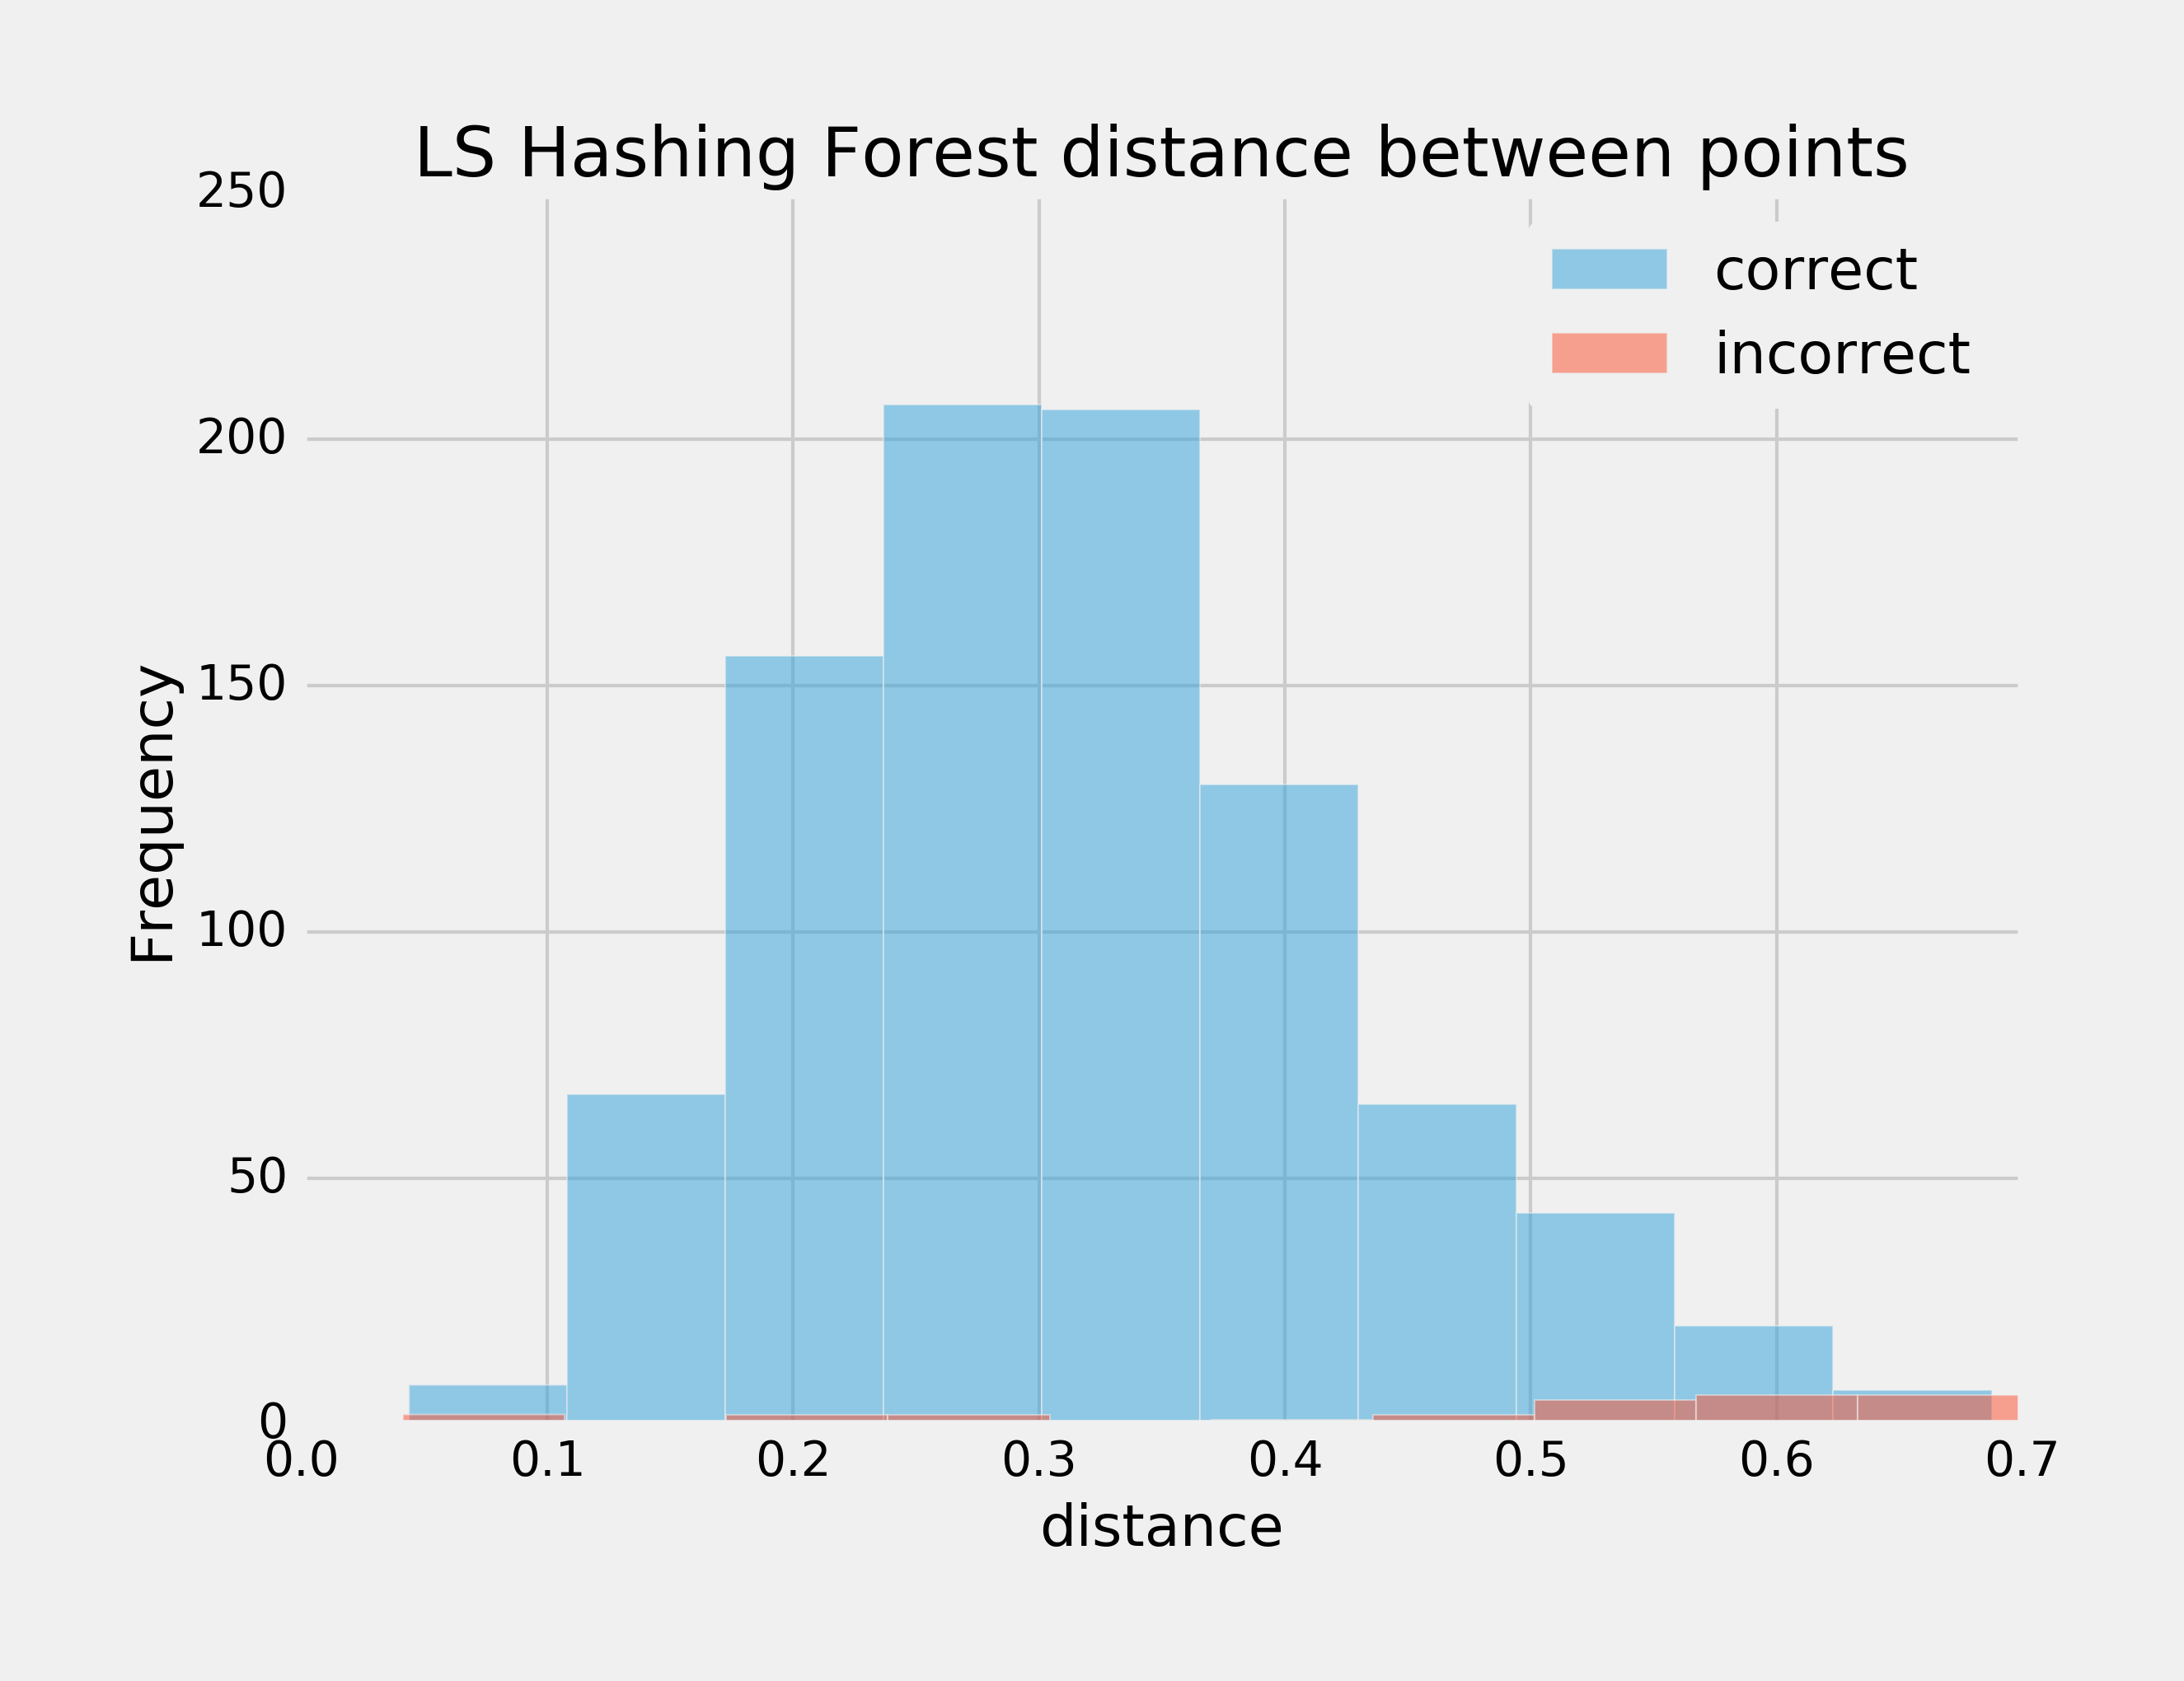 LS Hashing Forest distance between points
250
200
150
100
50
0
Frequency
correct
incorrect
0.0 0.1 0.2 0.3 0.4 0.5 0.6 0.7
distance